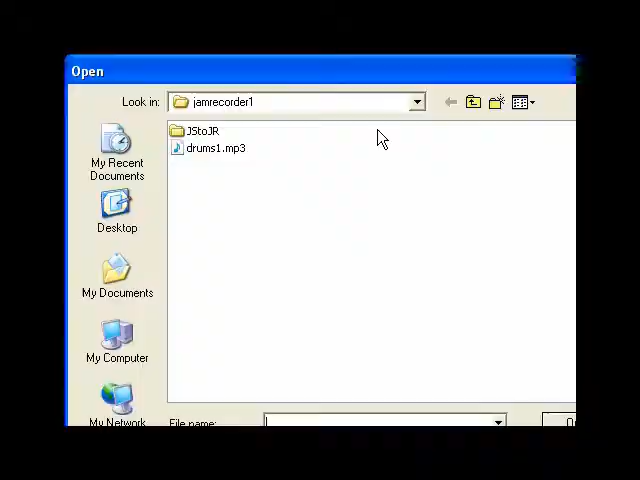 Open
Look in: jamrecorder1
JStoJR
drums1.mp3
My Recent
Documents
Desktop
My Documents
My Computer
My Network
File name: